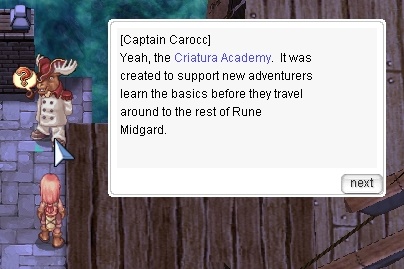 [Captain Carocc]
Yeah, the Criatura Academy. It was
created to support new adventurers
learn the basics before they travel
around to the rest of Rune
Midgard.
next
?